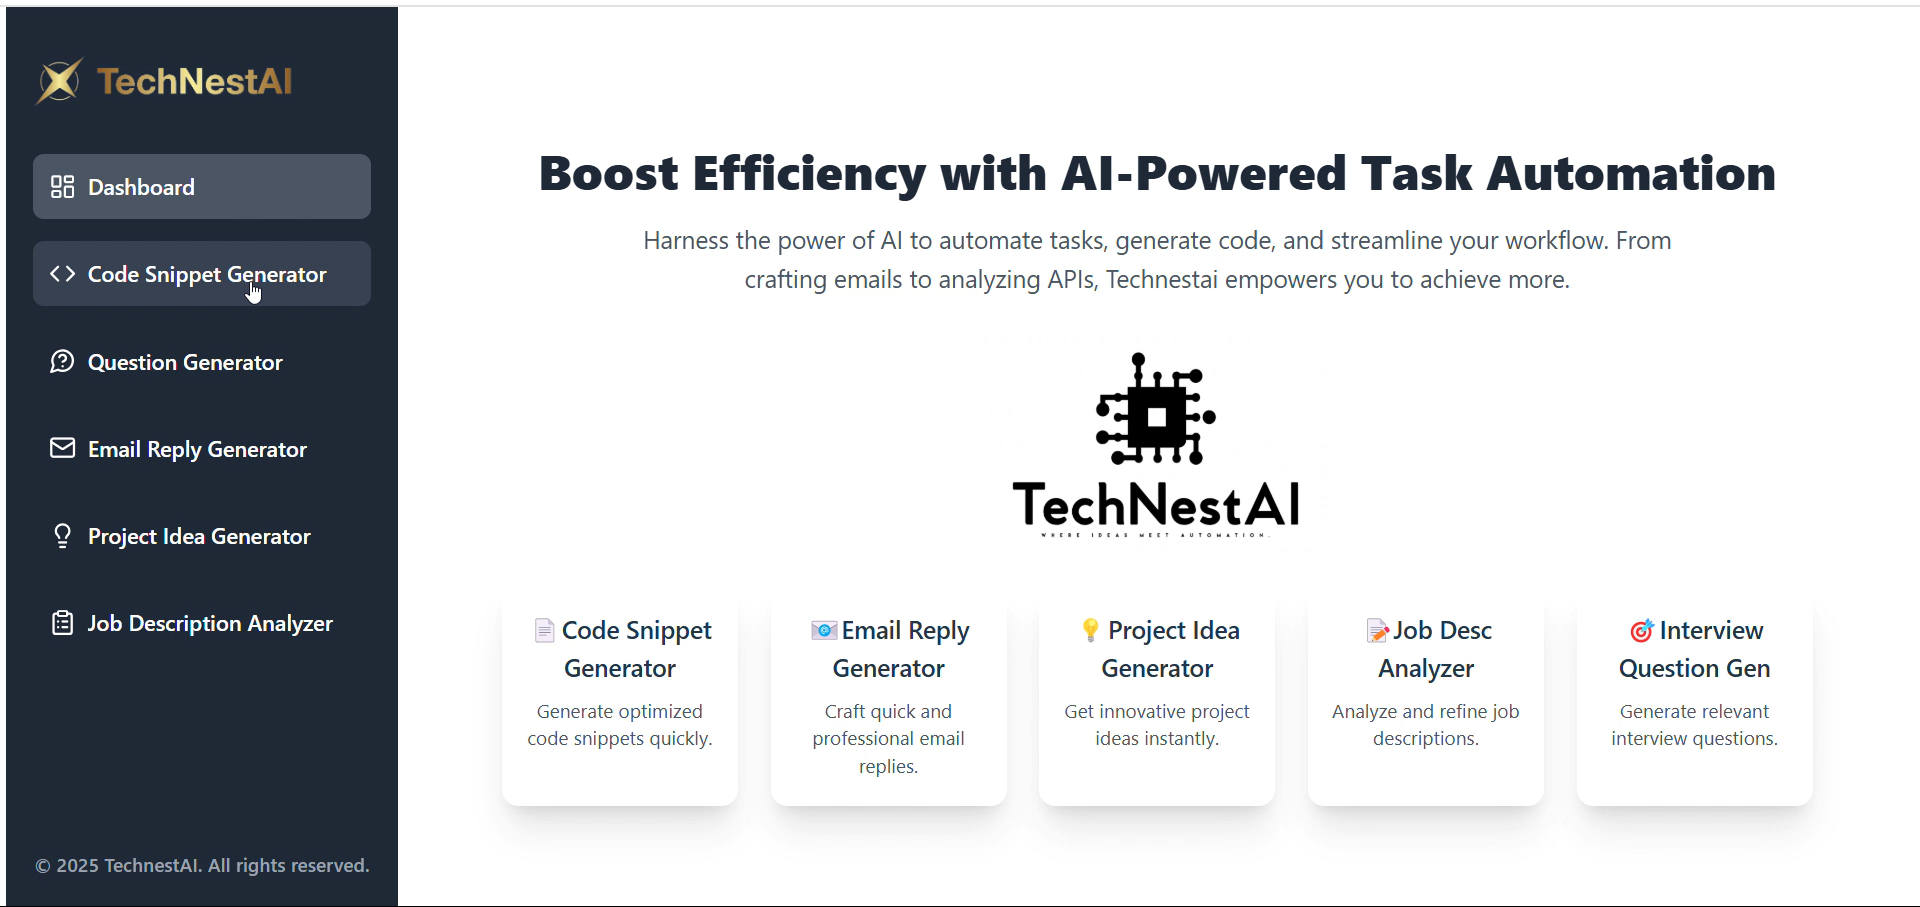 TechNestAI
Dashboard
Code Snippet Generator
Question Generator
Email Reply Generator
Project Idea Generator
Job Description Analyzer
© 2025 TechnestAI. All rights reserved.
Boost Efficiency with AI-Powered Task Automation
Harness the power of AI to automate tasks, generate code, and streamline your workflow. From
crafting emails to analyzing APIs, Technestai empowers you to achieve more.
TechNestAI
WHERE IDEAS MEET AUTOMATION.
Code Snippet
Generator
Generate optimized
code snippets quickly.
Email Reply
Generator
Craft quick and
professional email
replies.
Project Idea
Generator
Get innovative project
ideas instantly.
Job Desc
Analyzer
Analyze and refine job
descriptions.
Interview
Question Gen
Generate relevant
interview questions.